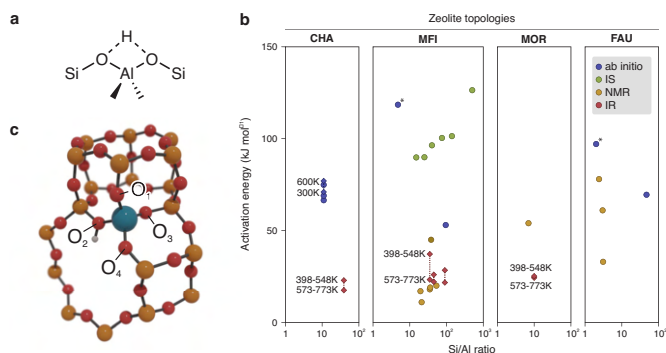 a
H
O
O
Si
Al
Si
c
O₁
O₂
O₃
O₄
b
Zeolite topologies
CHA
MFI
MOR
FAU
Activation energy (kJ mol⁻¹)
150
100
50
0
600K
300K
398-548K
573-773K
*
398-548K
573-773K
398-548K
573-773K
ab initio
IS
NMR
IR
*
1 10 10²
1 10 10² 10³
1 10 10²
1 10 10²
Si/Al ratio